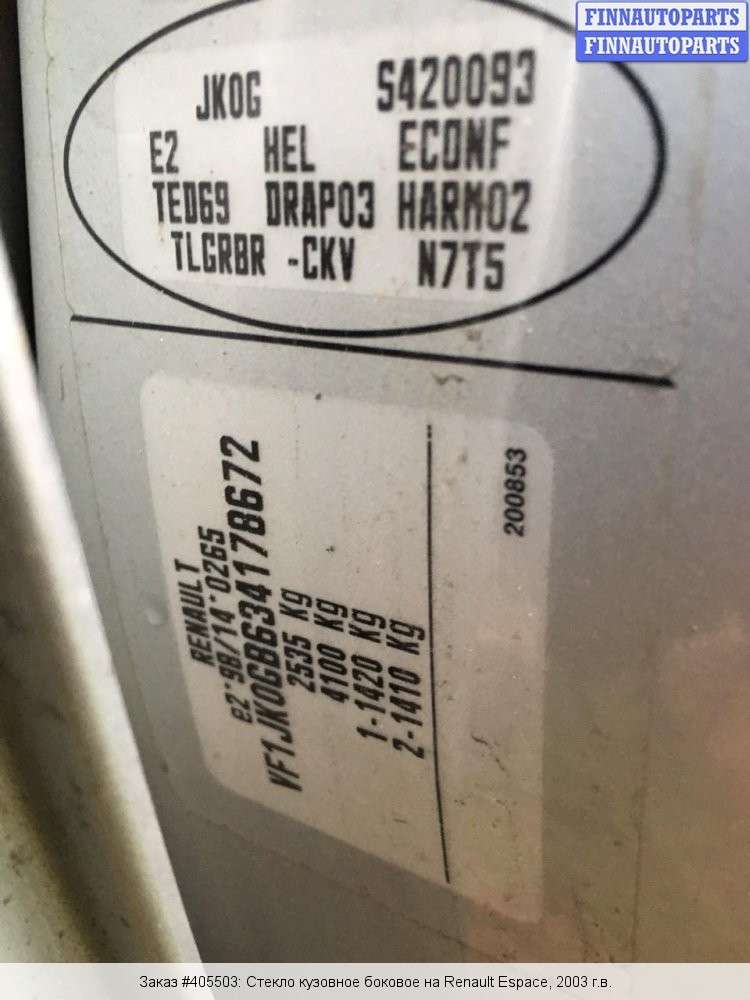 FINNAUTOPARTS
FINNAUTOPARTS
JK0G S420093
E2 HEL ECONF
TED69 DRAP03 HARM02
TLGRBR -CKV N7T5
RENAULT
e2*98/14*0265
VF1JK0GB634178672
2535 Kg
4100 Kg
1-1420 Kg
2-1410 Kg
200853
Заказ #405503: Стекло кузовное боковое на Renault Espace, 2003 г.в.